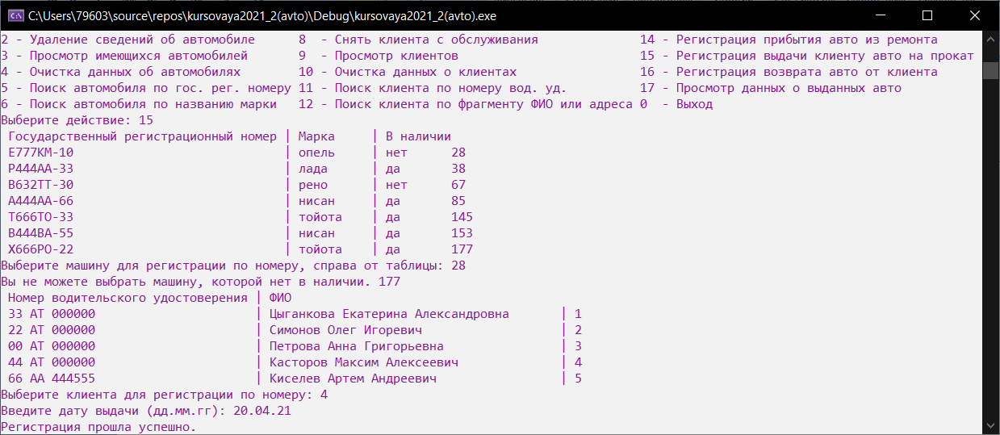 C:\Users\79603\source\repos\kursovaya2021_2(avto)\Debug\kursovaya2021_2(avto).exe
2 - Удаление сведений об автомобиле 8 - Снять клиента с обслуживания 14 - Регистрация прибытия авто из ремонта
3 - Просмотр имеющихся автомобилей 9 - Просмотр клиентов 15 - Регистрация выдачи клиенту авто на прокат
4 - Очистка данных об автомобилях 10 - Очистка данных о клиентах 16 - Регистрация возврата авто от клиента
5 - Поиск автомобиля по гос. рег. номеру 11 - Поиск клиента по номеру вод. уд. 17 - Просмотр данных о выданных авто
6 - Поиск автомобиля по названию марки 12 - Поиск клиента по фрагменту ФИО или адреса 0 - Выход
Выберите действие: 15
Государственный регистрационный номер | Марка | В наличии
Е777КМ-10 | опель | нет 28
Р444АА-33 | лада | да 38
В632ТТ-30 | рено | нет 67
А444АА-66 | нисан | да 85
Т666ТО-33 | тойота | да 145
В444ВА-55 | нисан | да 153
Х666РО-22 | тойота | да 177
Выберите машину для регистрации по номеру, справа от таблицы: 28
Вы не можете выбрать машину, которой нет в наличии. 177
Номер водительского удостоверения | ФИО
33 АТ 000000 | Цыганкова Екатерина Александровна | 1
22 АТ 000000 | Симонов Олег Игоревич | 2
00 АТ 000000 | Петрова Анна Григорьевна | 3
44 АТ 000000 | Касторов Максим Алексеевич | 4
66 АА 444555 | Киселев Артем Андреевич | 5
Выберите клиента для регистрации по номеру: 4
Введите дату выдачи (дд.мм.гг): 20.04.21
Регистрация прошла успешно.